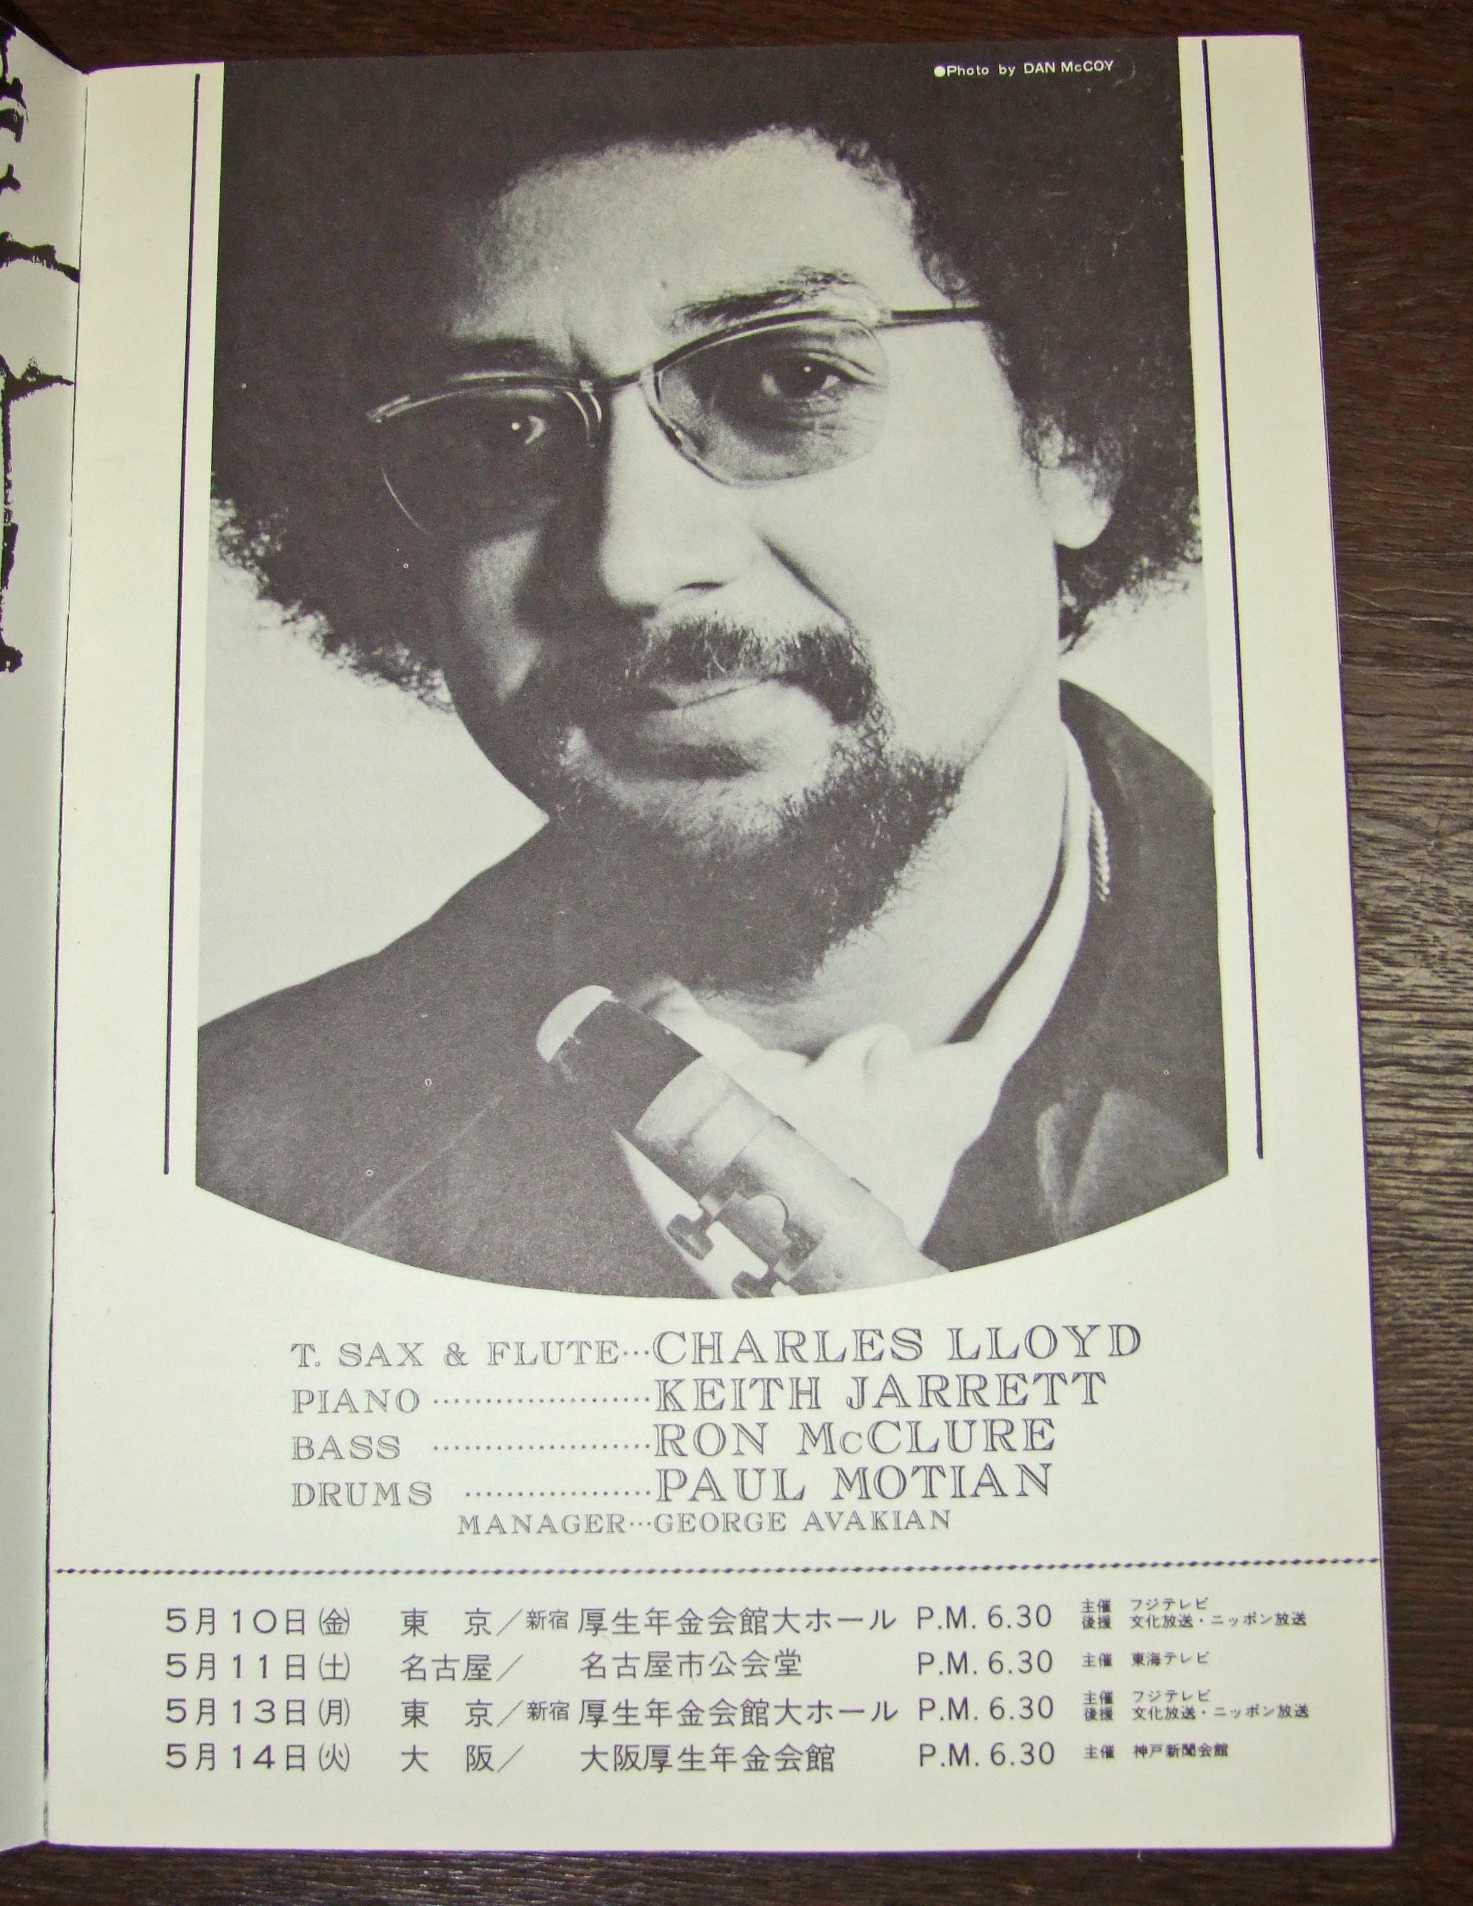 ●Photo by DAN McCOY
T. SAX & FLUTE…CHARLES LLOYD
PIANO …………………KEITH JARRETT
BASS …………………RON McCLURE
DRUMS ………………PAUL MOTIAN
MANAGER…GEORGE AVAKIAN
5月10日㈮ 東 京／新宿厚生年金会館大ホール P.M. 6.30 主催 フジテレビ
後援 文化放送・ニッポン放送
5月11日㈯ 名古屋／ 名古屋市公会堂 P.M. 6.30 主催 東海テレビ
5月13日㈪ 東 京／新宿厚生年金会館大ホール P.M. 6.30 主催 フジテレビ
後援 文化放送・ニッポン放送
5月14日㈫ 大 阪／ 大阪厚生年金会館 P.M. 6.30 主催 神戸新聞会館